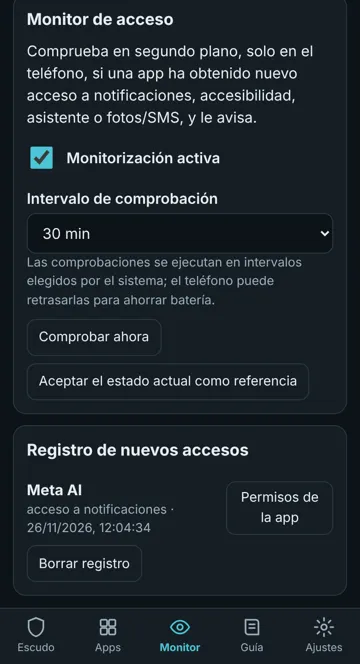 Monitor de acceso
Comprueba en segundo plano, solo en el
teléfono, si una app ha obtenido nuevo
acceso a notificaciones, accesibilidad,
asistente o fotos/SMS, y le avisa.
Monitorización activa
Intervalo de comprobación
30 min
Las comprobaciones se ejecutan en intervalos
elegidos por el sistema; el teléfono puede
retrasarlas para ahorrar batería.
Comprobar ahora
Aceptar el estado actual como referencia
Registro de nuevos accesos
Meta AI
acceso a notificaciones ·
26/11/2026, 12:04:34
Permisos de
la app
Borrar registro
Escudo
Apps
Monitor
Guía
Ajustes